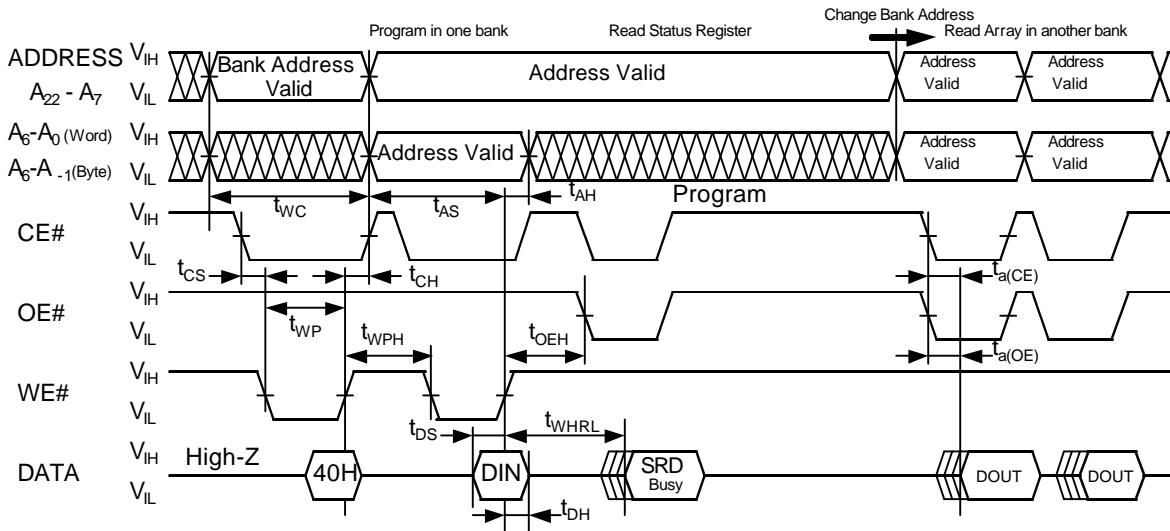 Program in one bank Read Status Register Change Bank Address Read Array in another bank
ADDRESS VIH Bank Address Valid Address Valid Address Valid Address Valid
A22 - A7 VIL
A6-A0 (Word) VIH Address Valid Address Valid Address Valid
A6-A-1(Byte) VIL
tWC tAS tAH Program
CE# VIH
VIL
tCS tCH ta(CE)
OE# VIH
VIL
tWP tWPH tOEH ta(OE)
WE# VIH
VIL
tDS tWHRL
DATA VIH High-Z 40H DIN SRD Busy DOUT DOUT
VIL
tDH